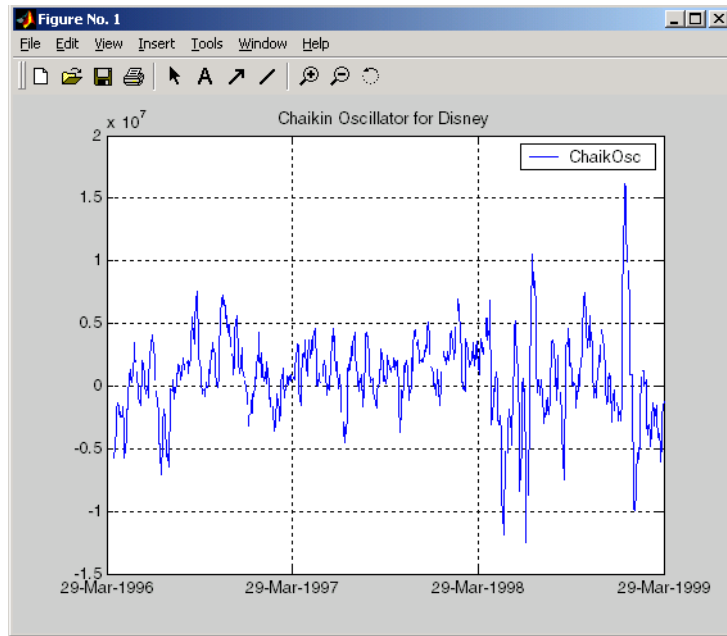 Figure No. 1
File Edit View Insert Tools Window Help
A
x 10^7
Chaikin Oscillator for Disney
ChaikOsc
2
1.5
1
0.5
0
-0.5
-1
-1.5
29-Mar-1996 29-Mar-1997 29-Mar-1998 29-Mar-1999